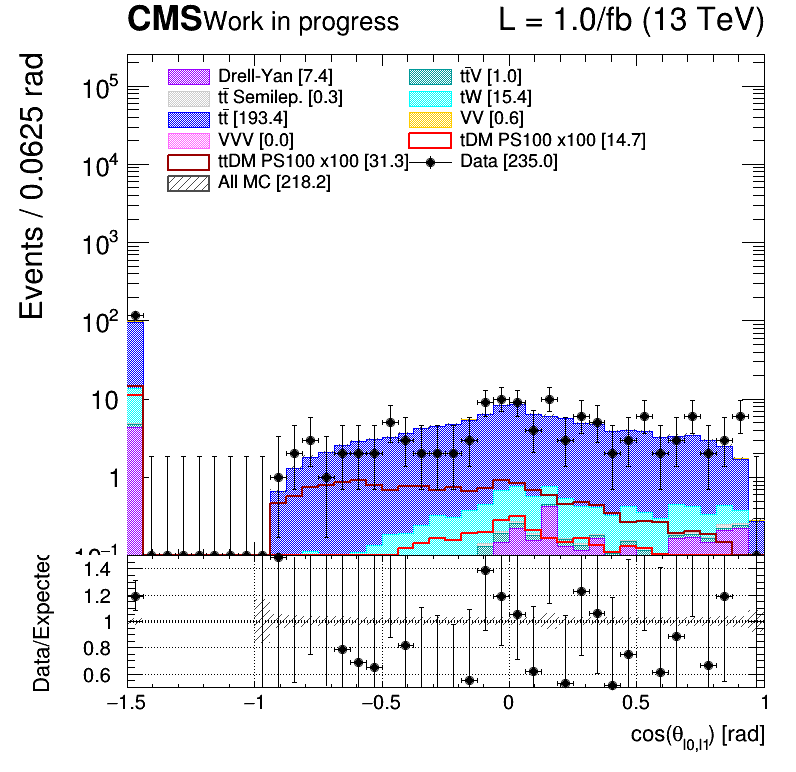 CMS Work in progress L = 1.0/fb (13 TeV)
Events / 0.0625 rad
Drell-Yan [7.4] tt̄V [1.0]
tt̄ Semilep. [0.3] tW [15.4]
tt̄ [193.4] VV [0.6]
VVV [0.0] tDM PS100 x100 [14.7]
ttDM PS100 x100 [31.3] Data [235.0]
All MC [218.2]
10⁵
10⁴
10³
10²
10
1
10⁻¹
Data/Expected
1.4
1.2
1
0.8
0.6
−1.5 −1 −0.5 0 0.5 1
cos(θ_l0,l1) [rad]